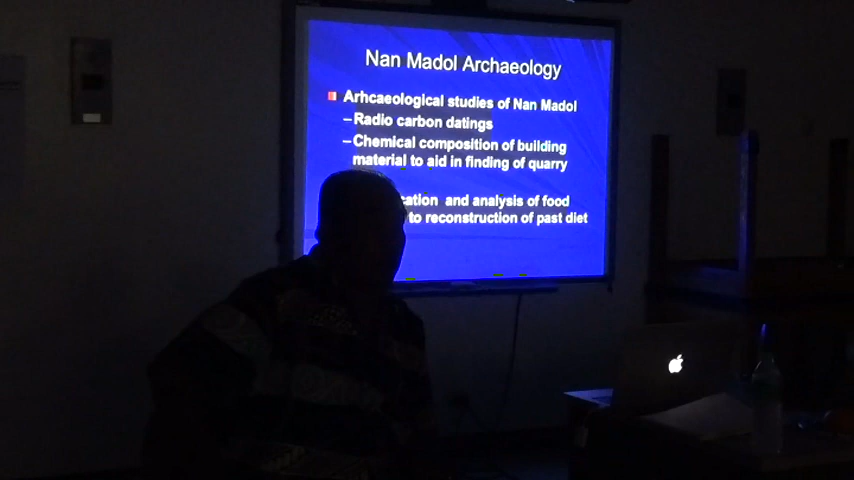 Nan Madol Archaeology
Arhcaeological studies of Nan Madol
–Radio carbon datings
–Chemical composition of building
material to aid in finding of quarry
cation and analysis of food
to reconstruction of past diet